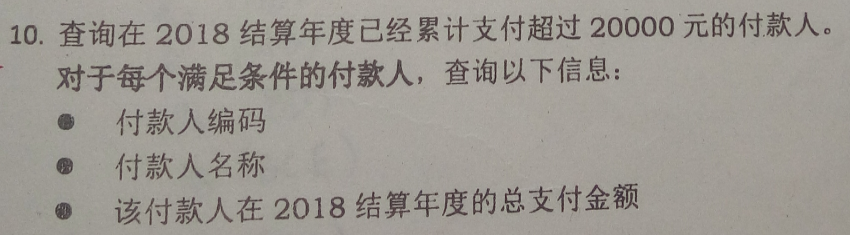 10. 查询在 2018 结算年度已经累计支付超过 20000 元的付款人。
对于每个满足条件的付款人，查询以下信息：
● 付款人编码
● 付款人名称
● 该付款人在 2018 结算年度的总支付金额